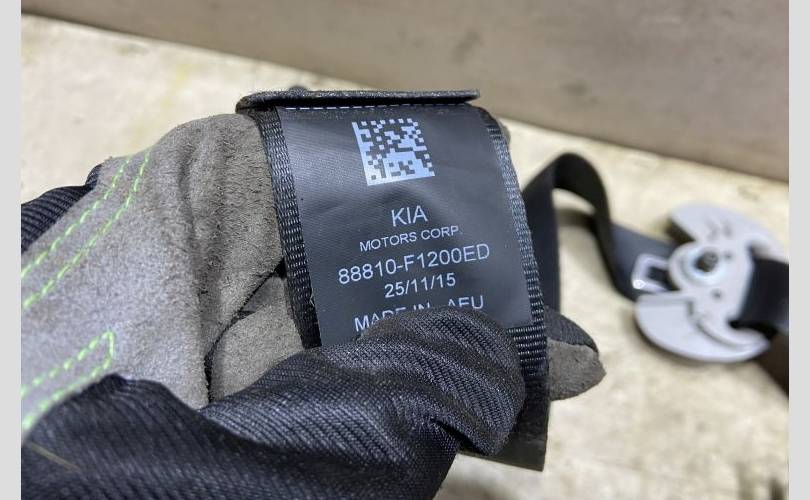 KIA
MOTORS CORP.
88810-F1200ED
25/11/15
MADE IN